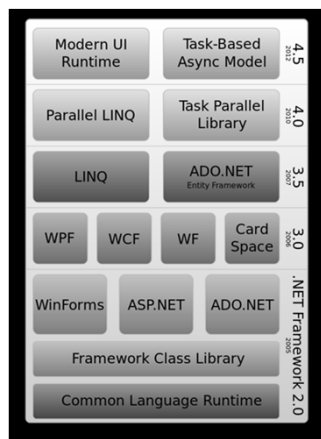 Modern UI
Runtime
Task-Based
Async Model
4.5
2012
Parallel LINQ
Task Parallel
Library
4.0
2010
LINQ
ADO.NET
Entity Framework
3.5
2007
WPF
WCF
WF
Card
Space
3.0
2006
WinForms
ASP.NET
ADO.NET
Framework Class Library
Common Language Runtime
.NET Framework 2.0
2005